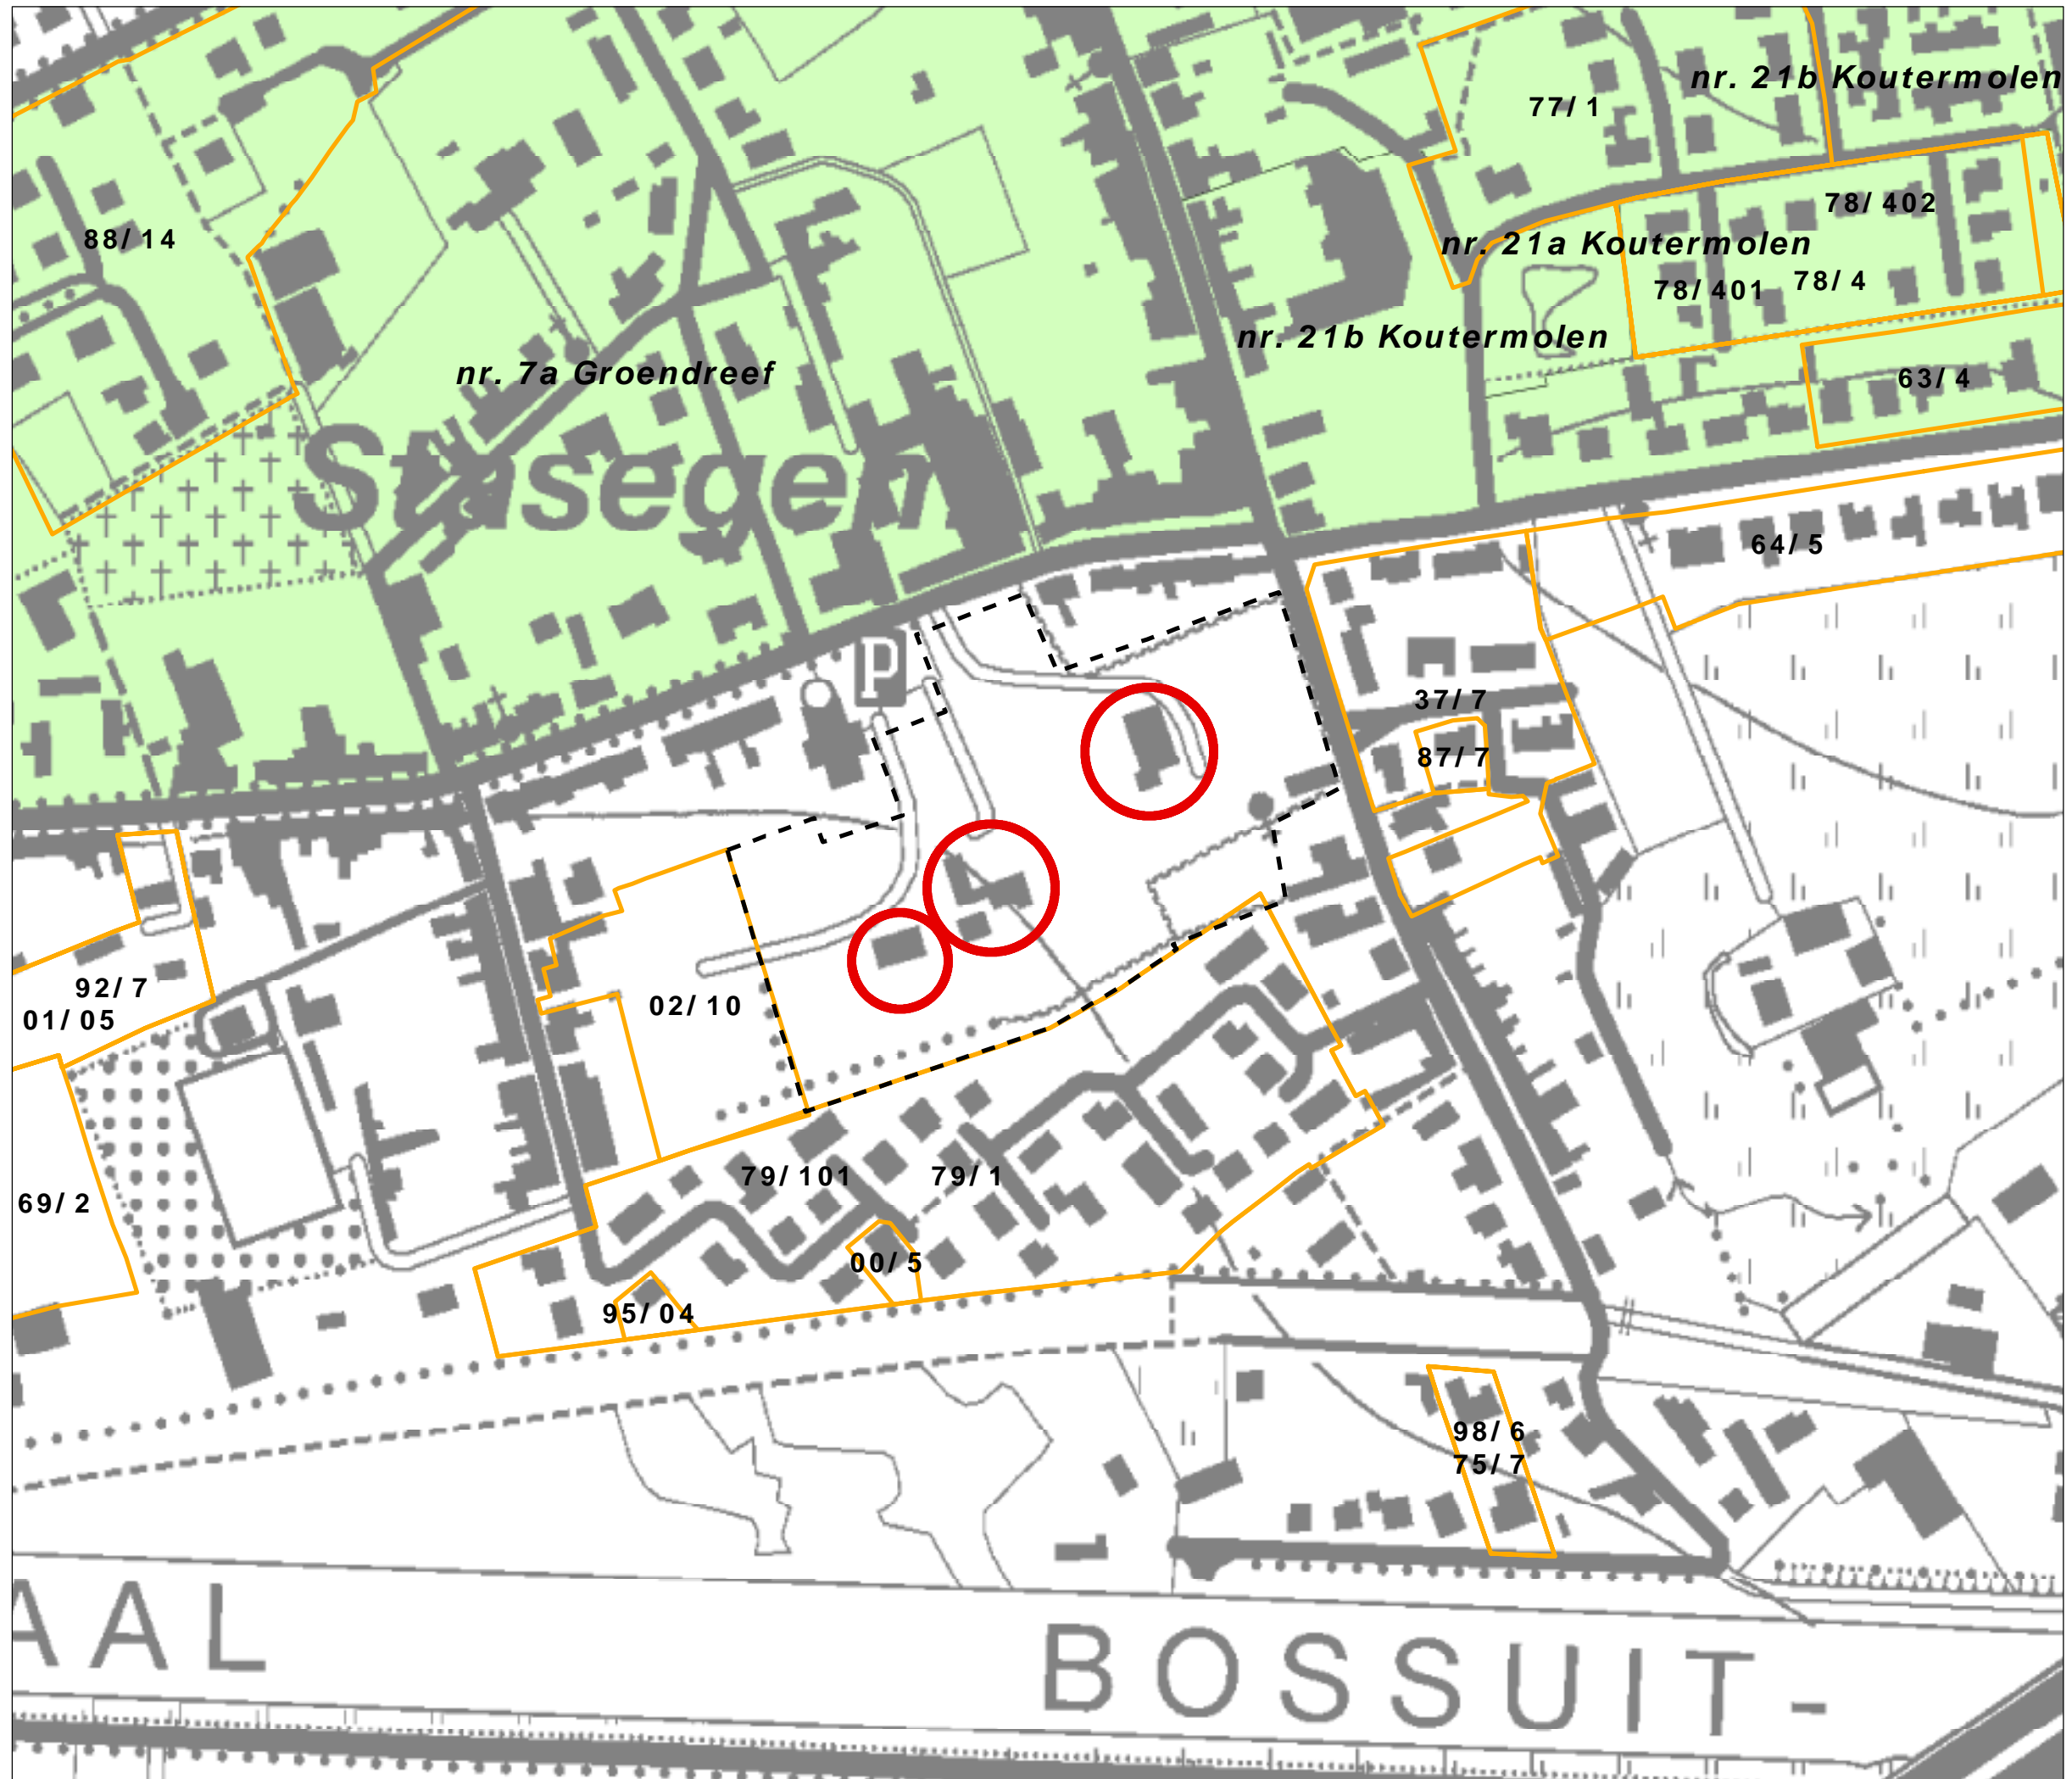 nr. 21b Koutermolen
77/1
78/402
88/14
nr. 21a Koutermolen
78/4
78/401
nr. 21b Koutermolen
nr. 7a Groendreef
63/4
Stasegem
64/5
P
37/7
87/7
92/7
02/10
01/05
79/101
79/1
69/2
00/5
95/04
98/6
75/7
AAL
BOSSUIT-